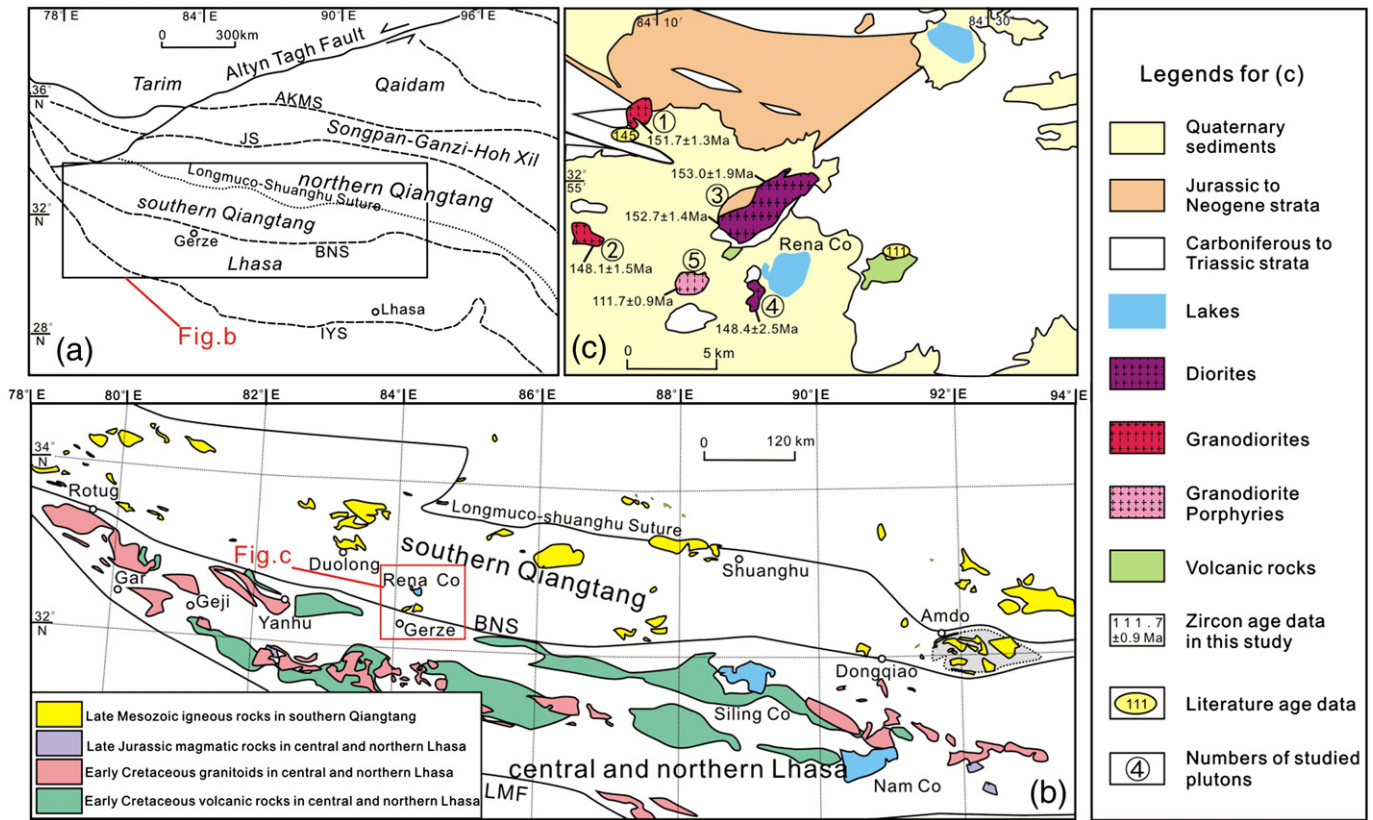 78° E
84° E
90° E
96° E
0 300km
Altyn Tagh Fault
Tarim
Qaidam
36
N
AKMS
Songpan-Ganzi-Hoh Xil
JS
Longmuco-Shuanghu Suture
northern Qiangtang
32
N
southern Qiangtang
Gerze
BNS
Lhasa
Lhasa
28
N
IYS
Fig.b
(a)
84° 10′
84° 30′
1
145
151.7±1.3Ma
32
55′
153.0±1.9Ma
3
152.7±1.4Ma
Rena Co
2
148.1±1.5Ma
111
5
111.7±0.9Ma
4
148.4±2.5Ma
(c)
0 5 km
Legends for (c)
Quaternary
sediments
Jurassic to
Neogene strata
Carboniferous to
Triassic strata
Lakes
Diorites
Granodiorites
Granodiorite
Porphyries
Volcanic rocks
111.7
±0.9 Ma
Zircon age data
in this study
111
Literature age data
4
Numbers of studied
plutons
78° E
80° E
82° E
84° E
86° E
88° E
90° E
92° E
94° E
0 120 km
34
N
Rotug
Longmuco-shuanghu Suture
Fig.c
Duolong
southern Qiangtang
Shuanghu
Rena Co
Gar
Geji
Yanhu
Gerze
BNS
Amdo
32
N
Dongqiao
Siling Co
central and northern Lhasa
Nam Co
LMF
(b)
Late Mesozoic igneous rocks in southern Qiangtang
Late Jurassic magmatic rocks in central and northern Lhasa
Early Cretaceous granitoids in central and northern Lhasa
Early Cretaceous volcanic rocks in central and northern Lhasa